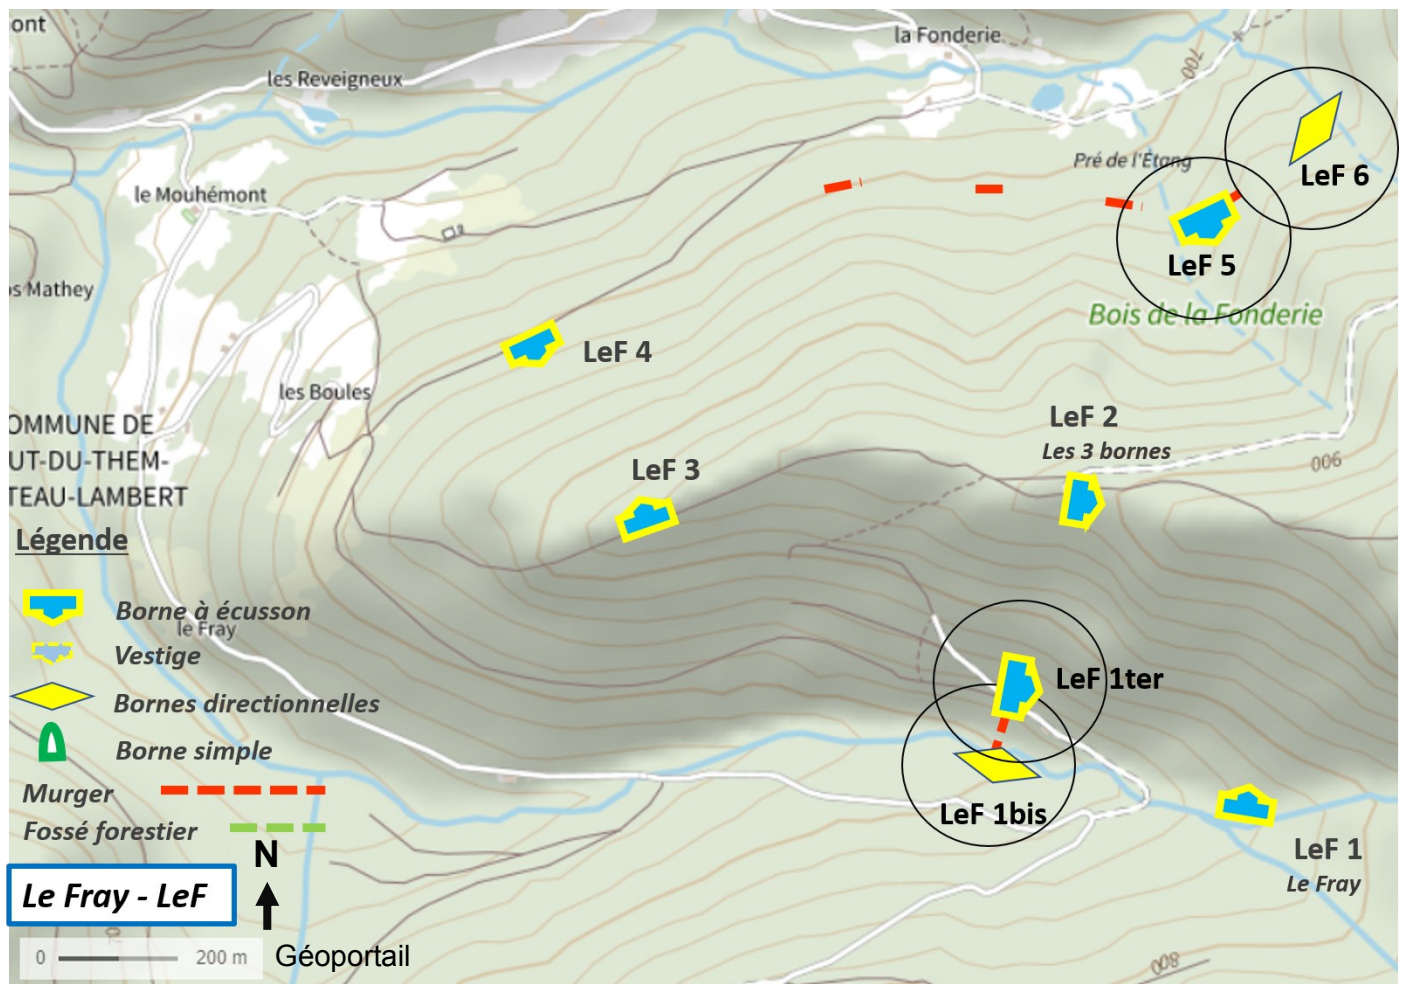 ont
la Fonderie
les Reveigneux
700
Pré de l'Étang
LeF 6
le Mouhémont
LeF 5
s Mathey
Bois de la Fonderie
LeF 4
les Boules
OMMUNE DE
UT-DU-THEM-
TEAU-LAMBERT
LeF 2
Les 3 bornes
900
LeF 3
Légende
Borne à écusson
le Fray
Vestige
Bornes directionnelles
Borne simple
Murger
Fossé forestier
LeF 1ter
LeF 1bis
LeF 1
Le Fray
N
Le Fray - LeF
Géoportail
0 200 m
800